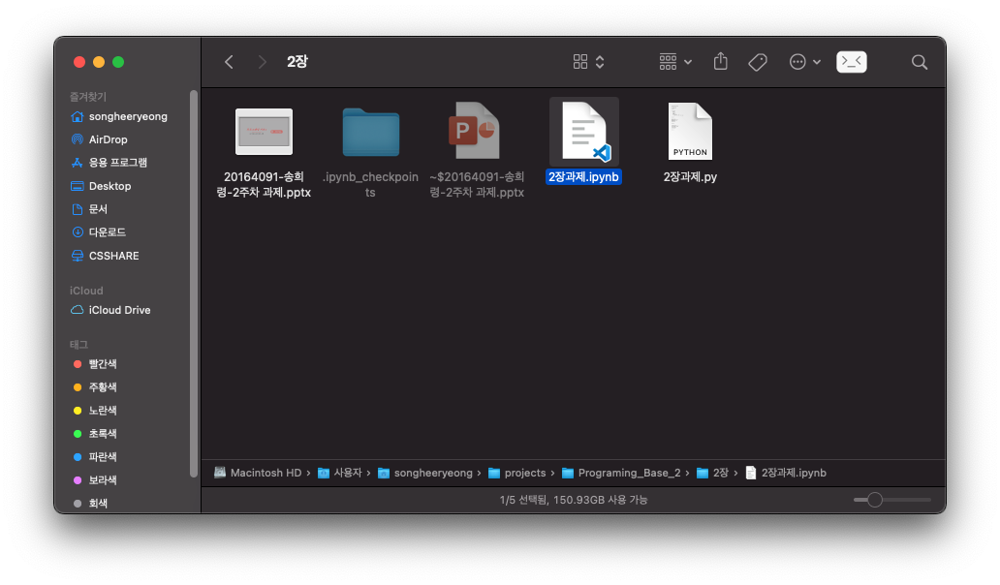 2장
즐겨찾기
songheeryeong
AirDrop
응용 프로그램
Desktop
문서
다운로드
CSSHARE
iCloud
iCloud Drive
태그
빨간색
주황색
노란색
초록색
파란색
보라색
회색
20164091-송희
령-2주차 과제.pptx
.ipynb_checkpoin
ts
P
~$20164091-송희
령-2주차 과제.pptx
2장과제.ipynb
PYTHON
2장과제.py
Macintosh HD › 사용자 › songheeryeong › projects › Programing_Base_2 › 2장 › 2장과제.ipynb
1/5 선택됨, 150.93GB 사용 가능